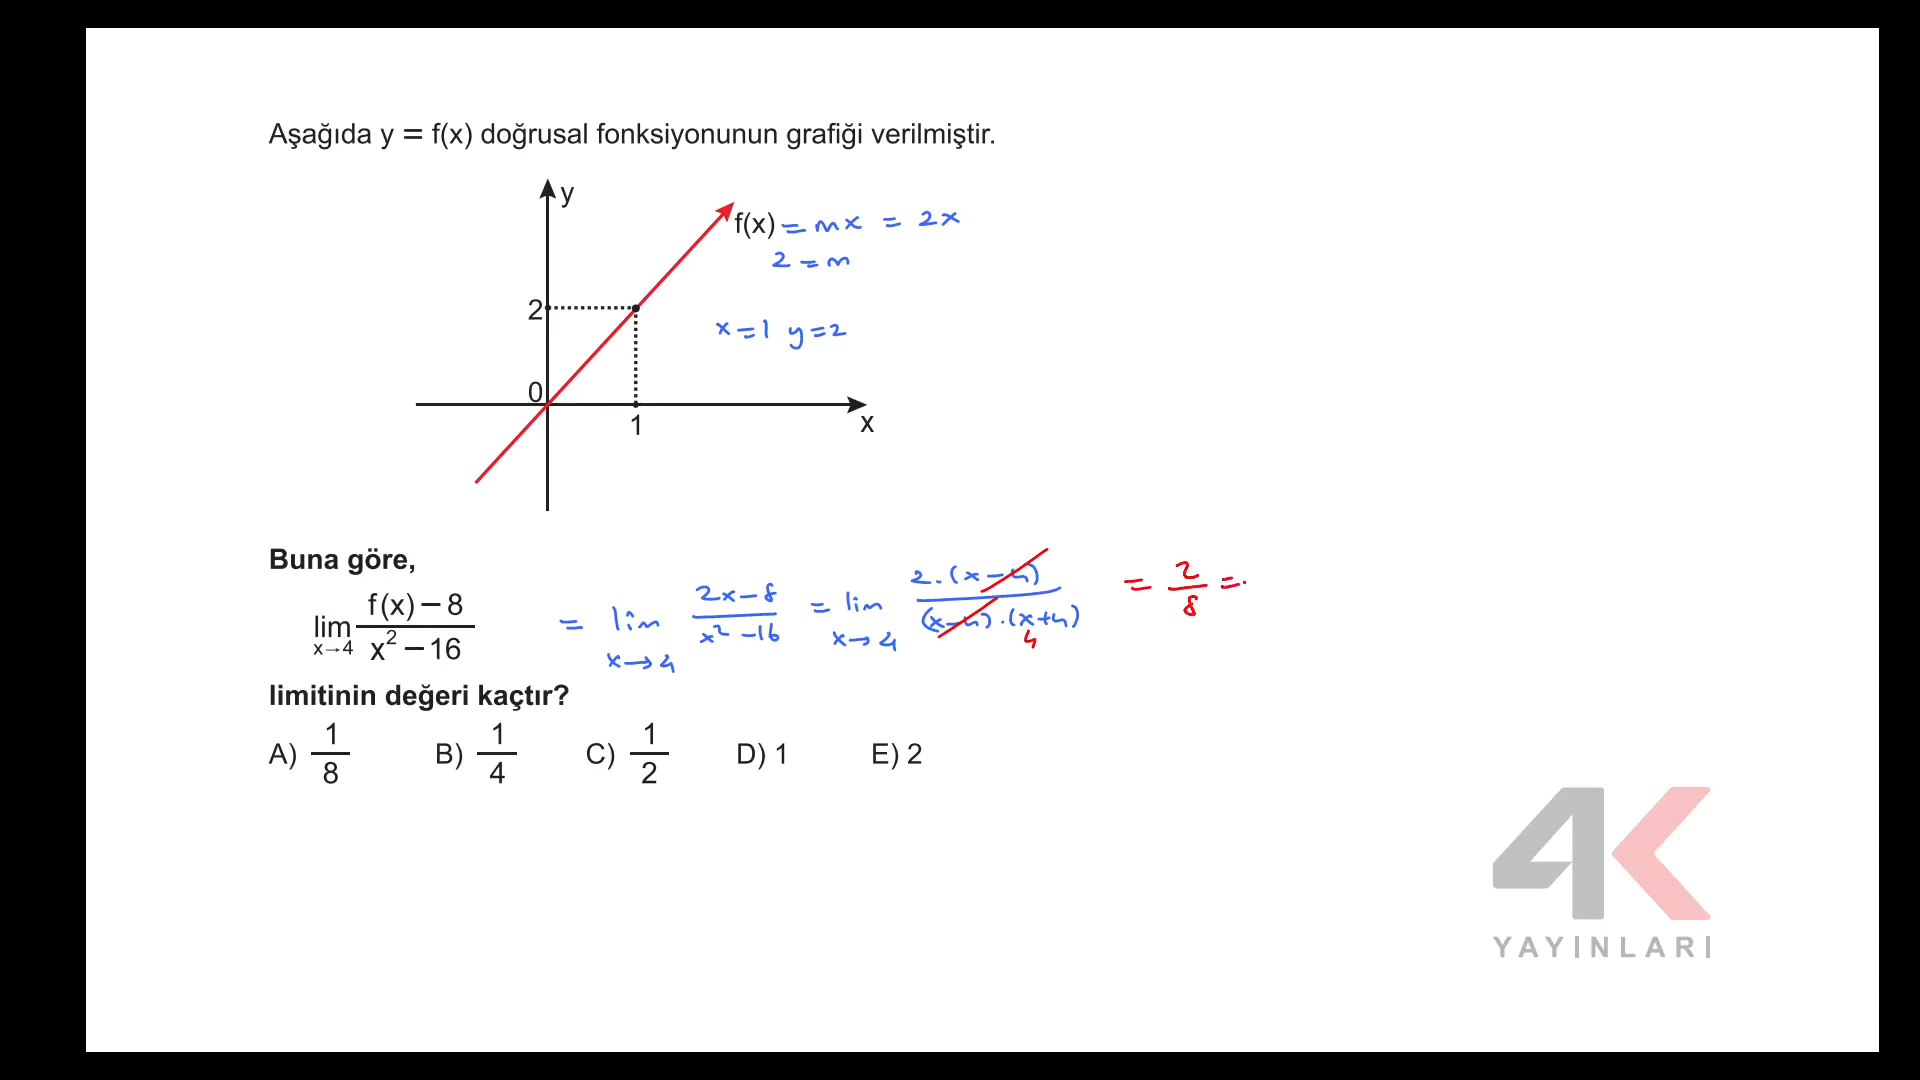 Aşağıda y = f(x) doğrusal fonksiyonunun grafiği verilmiştir.
y
f(x) = mx = 2x
2 = m
2
x = 1 y = 2
0
1
x
Buna göre,
lim x→4 f(x) − 8 / x² − 16 = lim x→4 2x − 8 / x² − 16 = lim x→4 2.(x − 4) / (x − 4).(x + 4) = 2 / 8 =
4
limitinin değeri kaçtır?
A) 1/8 B) 1/4 C) 1/2 D) 1 E) 2
4K
YAYINLARI